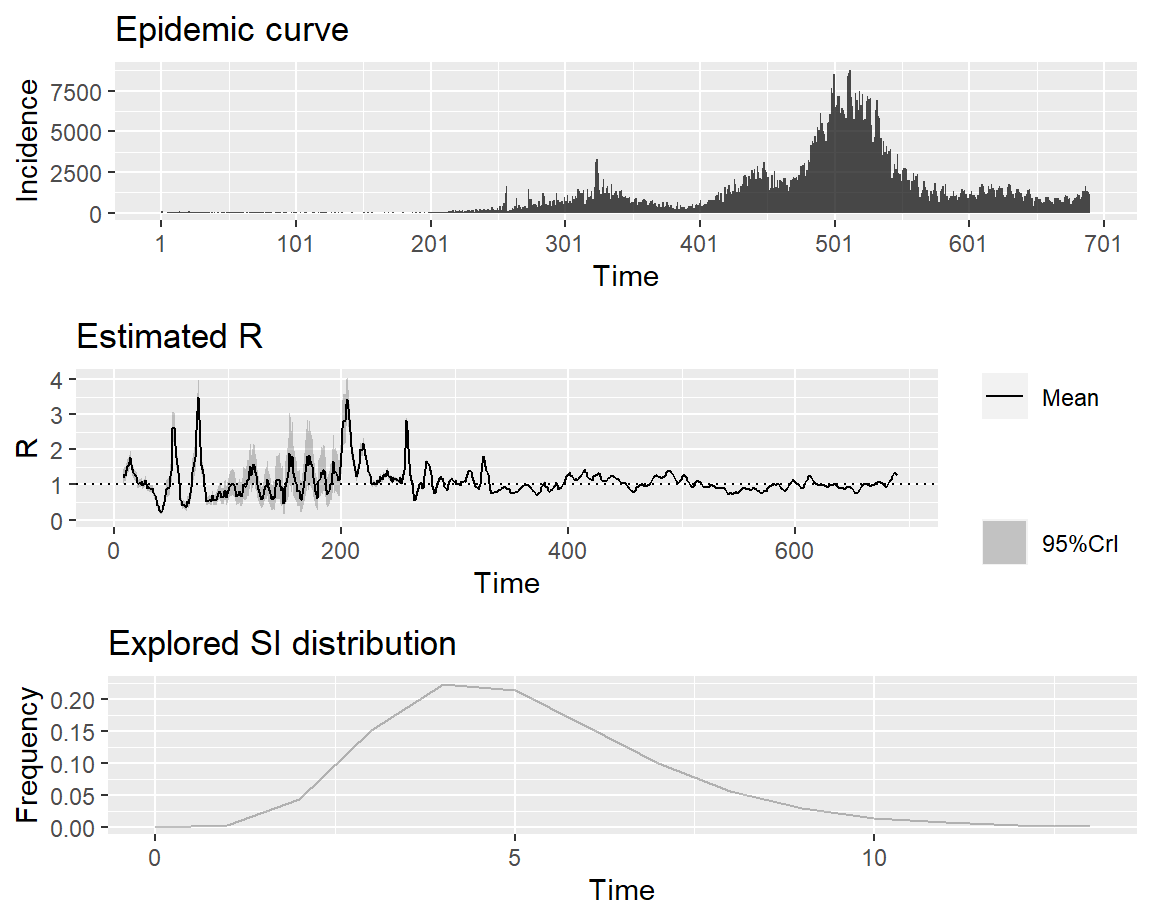 Epidemic curve
Incidence
7500
5000
2500
0
1 101 201 301 401 501 601 701
Time
Estimated R
R
4
3
2
1
0
0 200 400 600
Time
Mean
95%CrI
Explored SI distribution
Frequency
0.20
0.15
0.10
0.05
0.00
0 5 10
Time